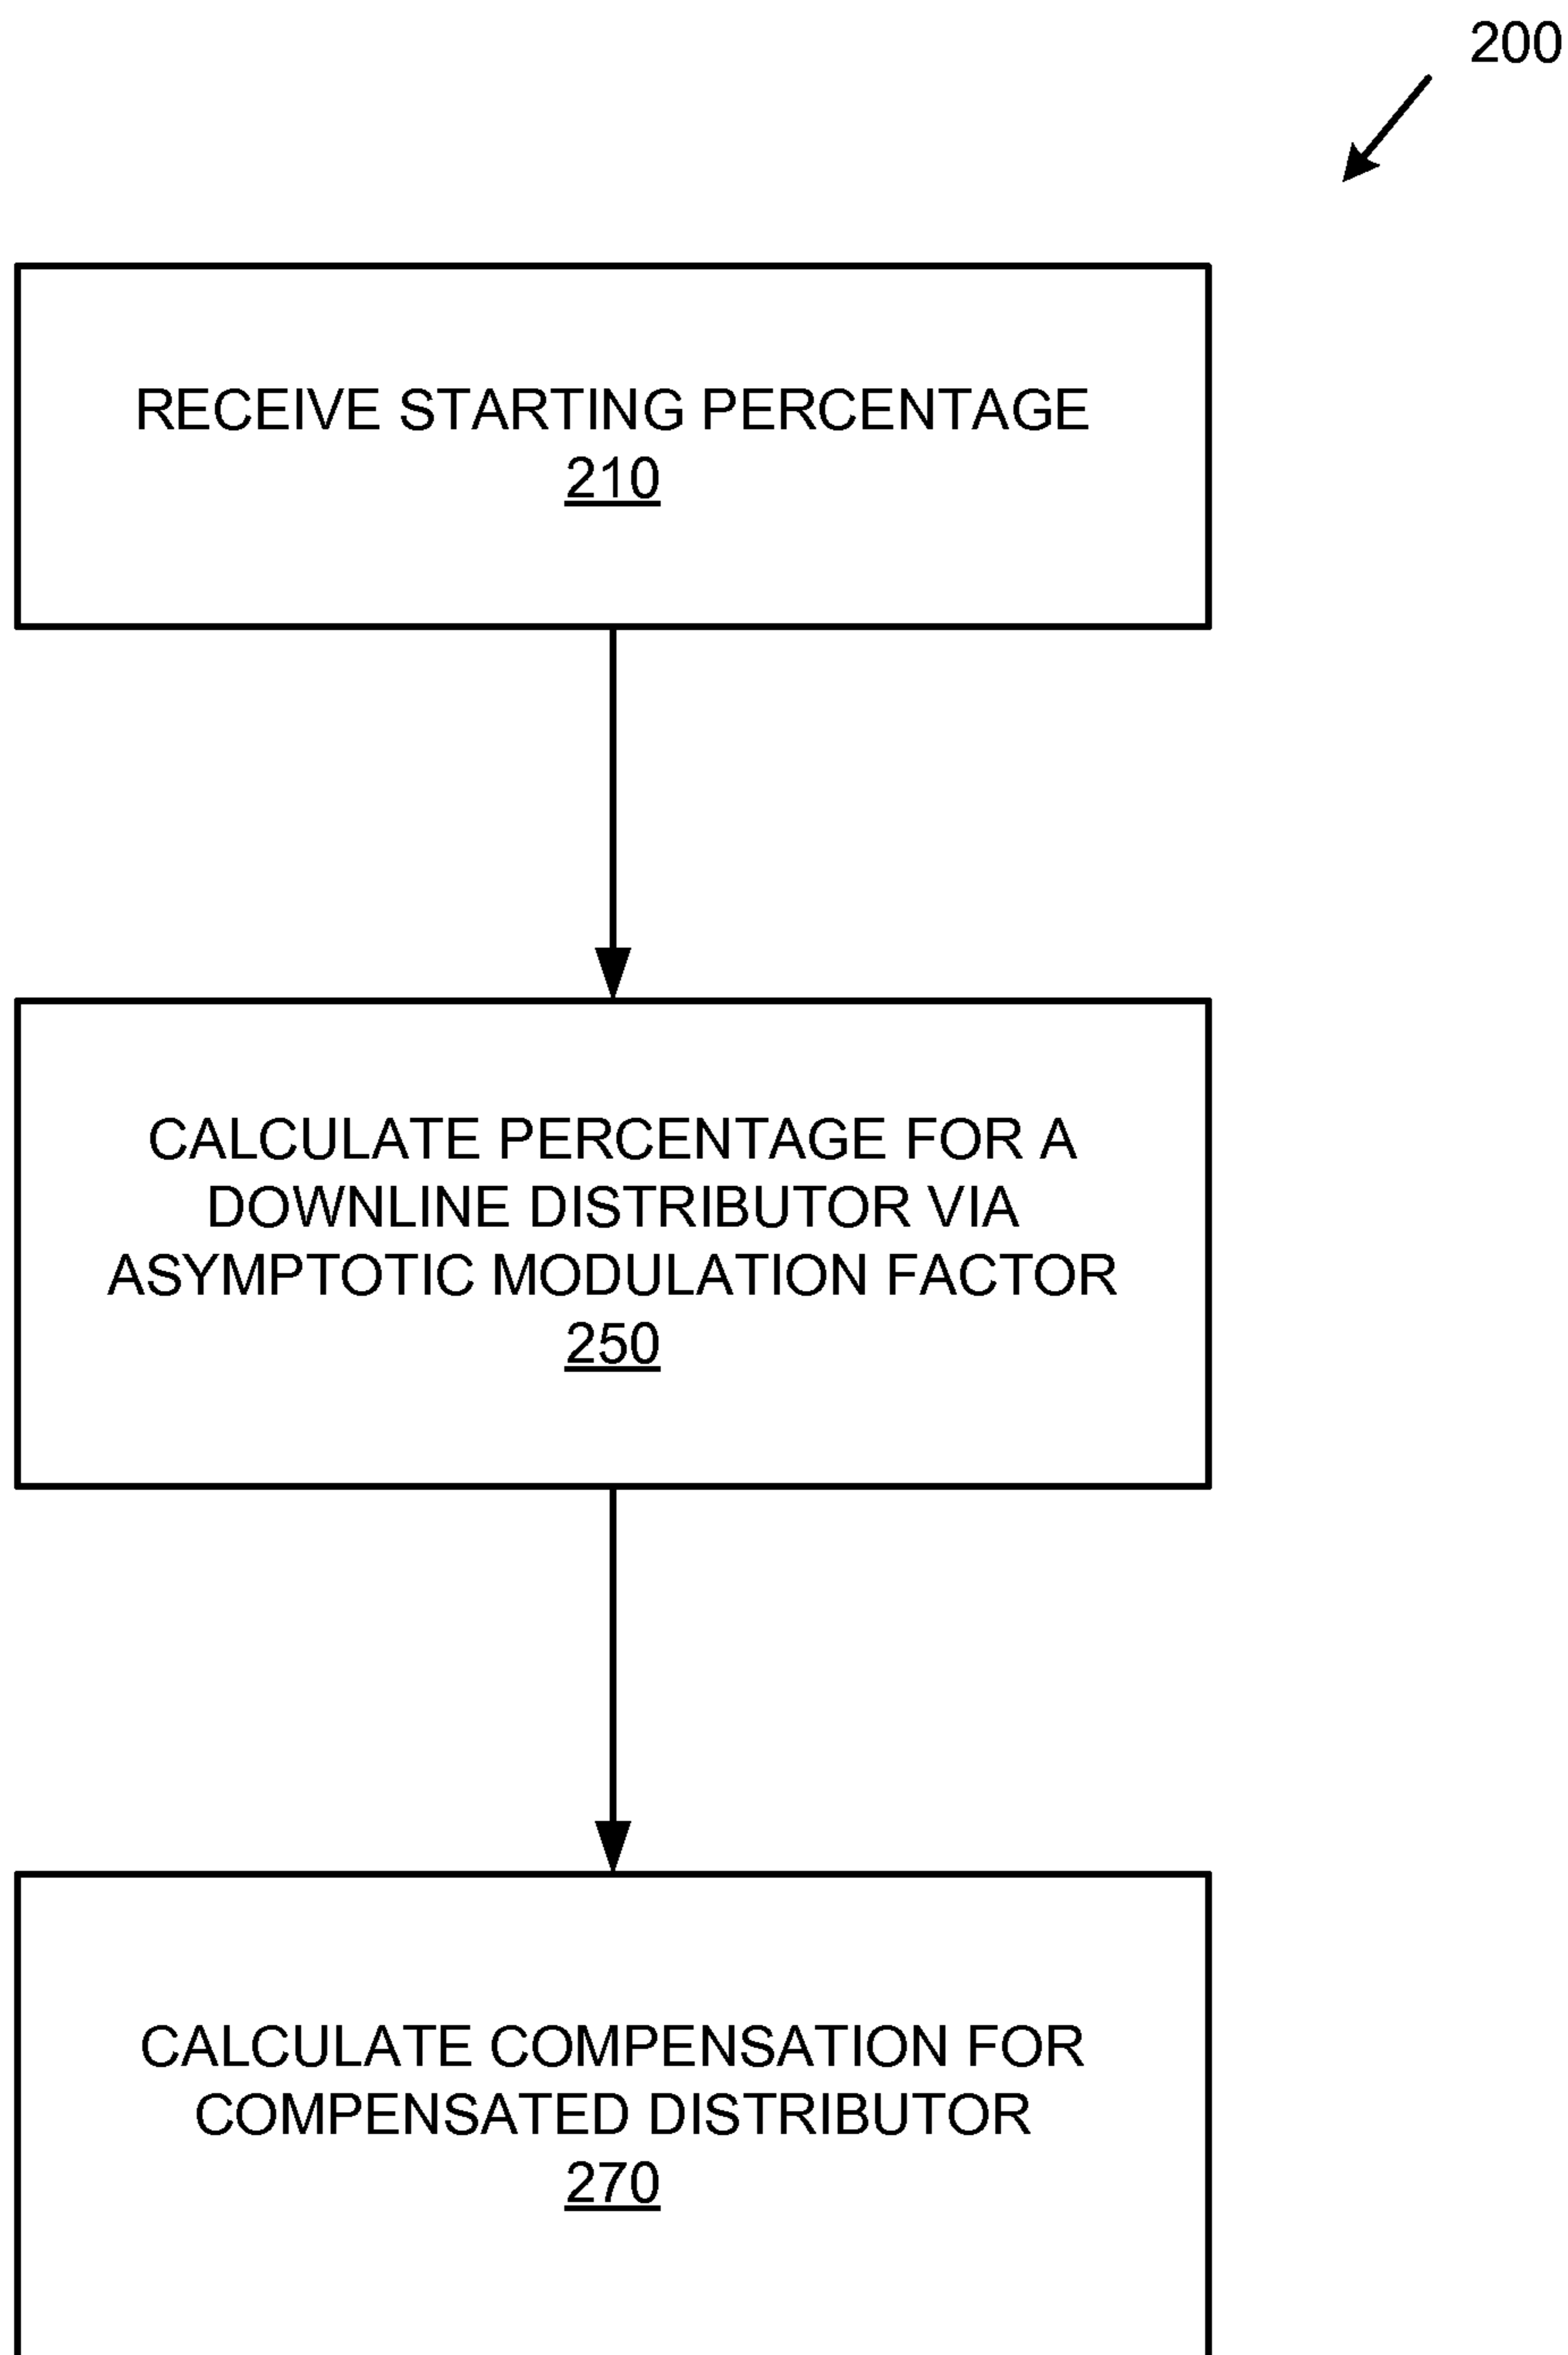 200
RECEIVE STARTING PERCENTAGE
210
CALCULATE PERCENTAGE FOR A
DOWNLINE DISTRIBUTOR VIA
ASYMPTOTIC MODULATION FACTOR
250
CALCULATE COMPENSATION FOR
COMPENSATED DISTRIBUTOR
270